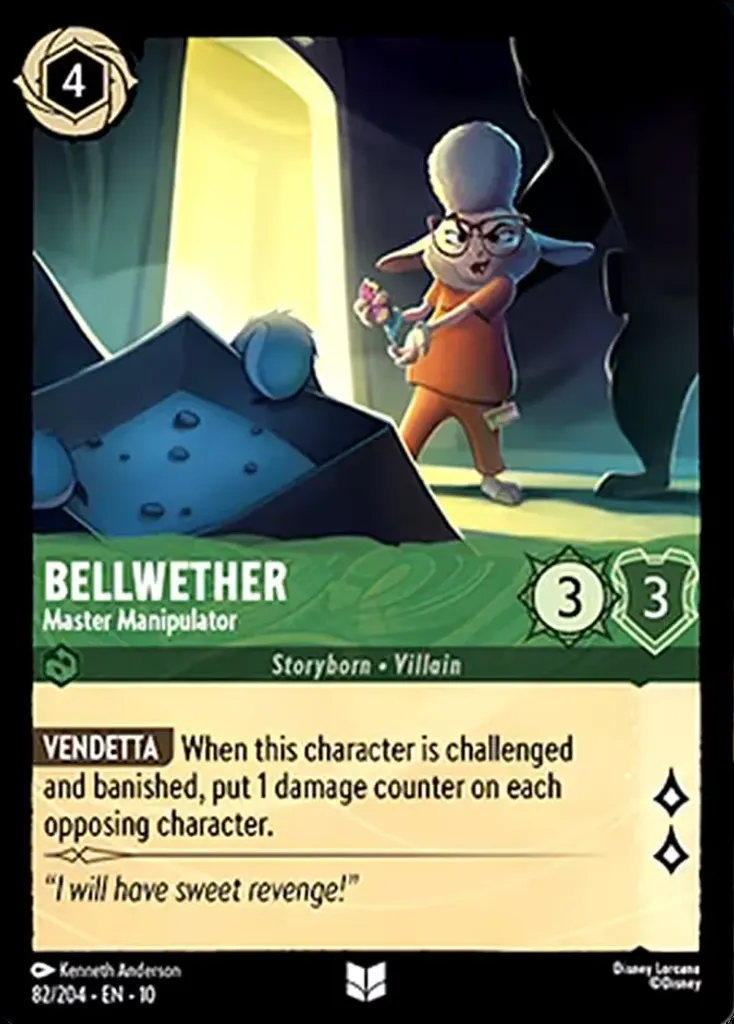 4
BELLWETHER
Master Manipulator
3
3
Storyborn • Villain
VENDETTA When this character is challenged
and banished, put 1 damage counter on each
opposing character.
“I will have sweet revenge!”
Kenneth Anderson
82/204 • EN • 10
Disney Lorcana
©Disney